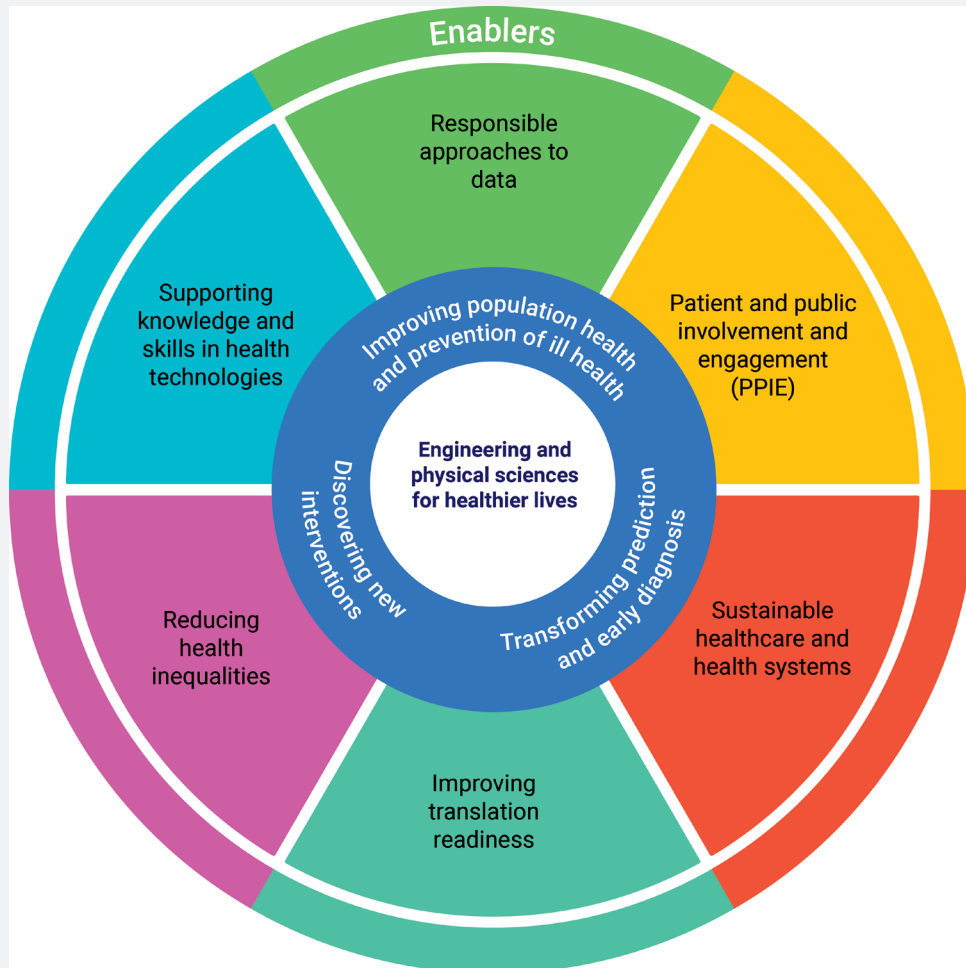 Enablers
Responsible
approaches to
data
Supporting
knowledge and
skills in health
technologies
Patient and public
involvement and
engagement
(PPIE)
Improving population health
and prevention of ill health
Engineering and
physical sciences
for healthier lives
Discovering new
interventions
Transforming prediction
and early diagnosis
Reducing
health
inequalities
Sustainable
healthcare and
health systems
Improving
translation
readiness